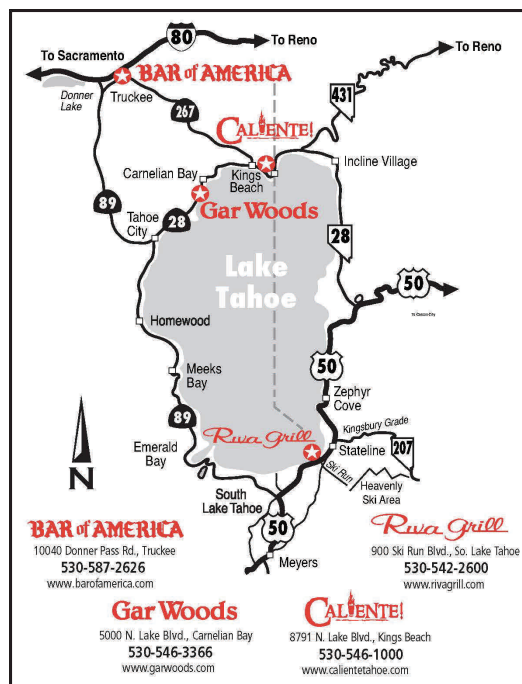 80
To Sacramento
To Reno
To Reno
BAR of AMERICA
Donner
Lake
Truckee
267
431
CALIENTE!
Carnelian Bay
Kings
Beach
Incline Village
Gar Woods
89
Tahoe
City
28
28
Lake
Tahoe
50
To Carson City
Homewood
50
Meeks
Bay
Zephyr
Cove
89
Kingsbury Grade
Riva Grill
Stateline
207
Emerald
Bay
Ski Run
Heavenly
Ski Area
N
South
Lake Tahoe
50
Meyers
BAR of AMERICA
10040 Donner Pass Rd., Truckee
530-587-2626
www.barofamerica.com
Riva Grill
900 Ski Run Blvd., So. Lake Tahoe
530-542-2600
www.rivagrill.com
Gar Woods
5000 N. Lake Blvd., Carnelian Bay
530-546-3366
www.garwoods.com
CALIENTE!
8791 N. Lake Blvd., Kings Beach
530-546-1000
www.calientetahoe.com